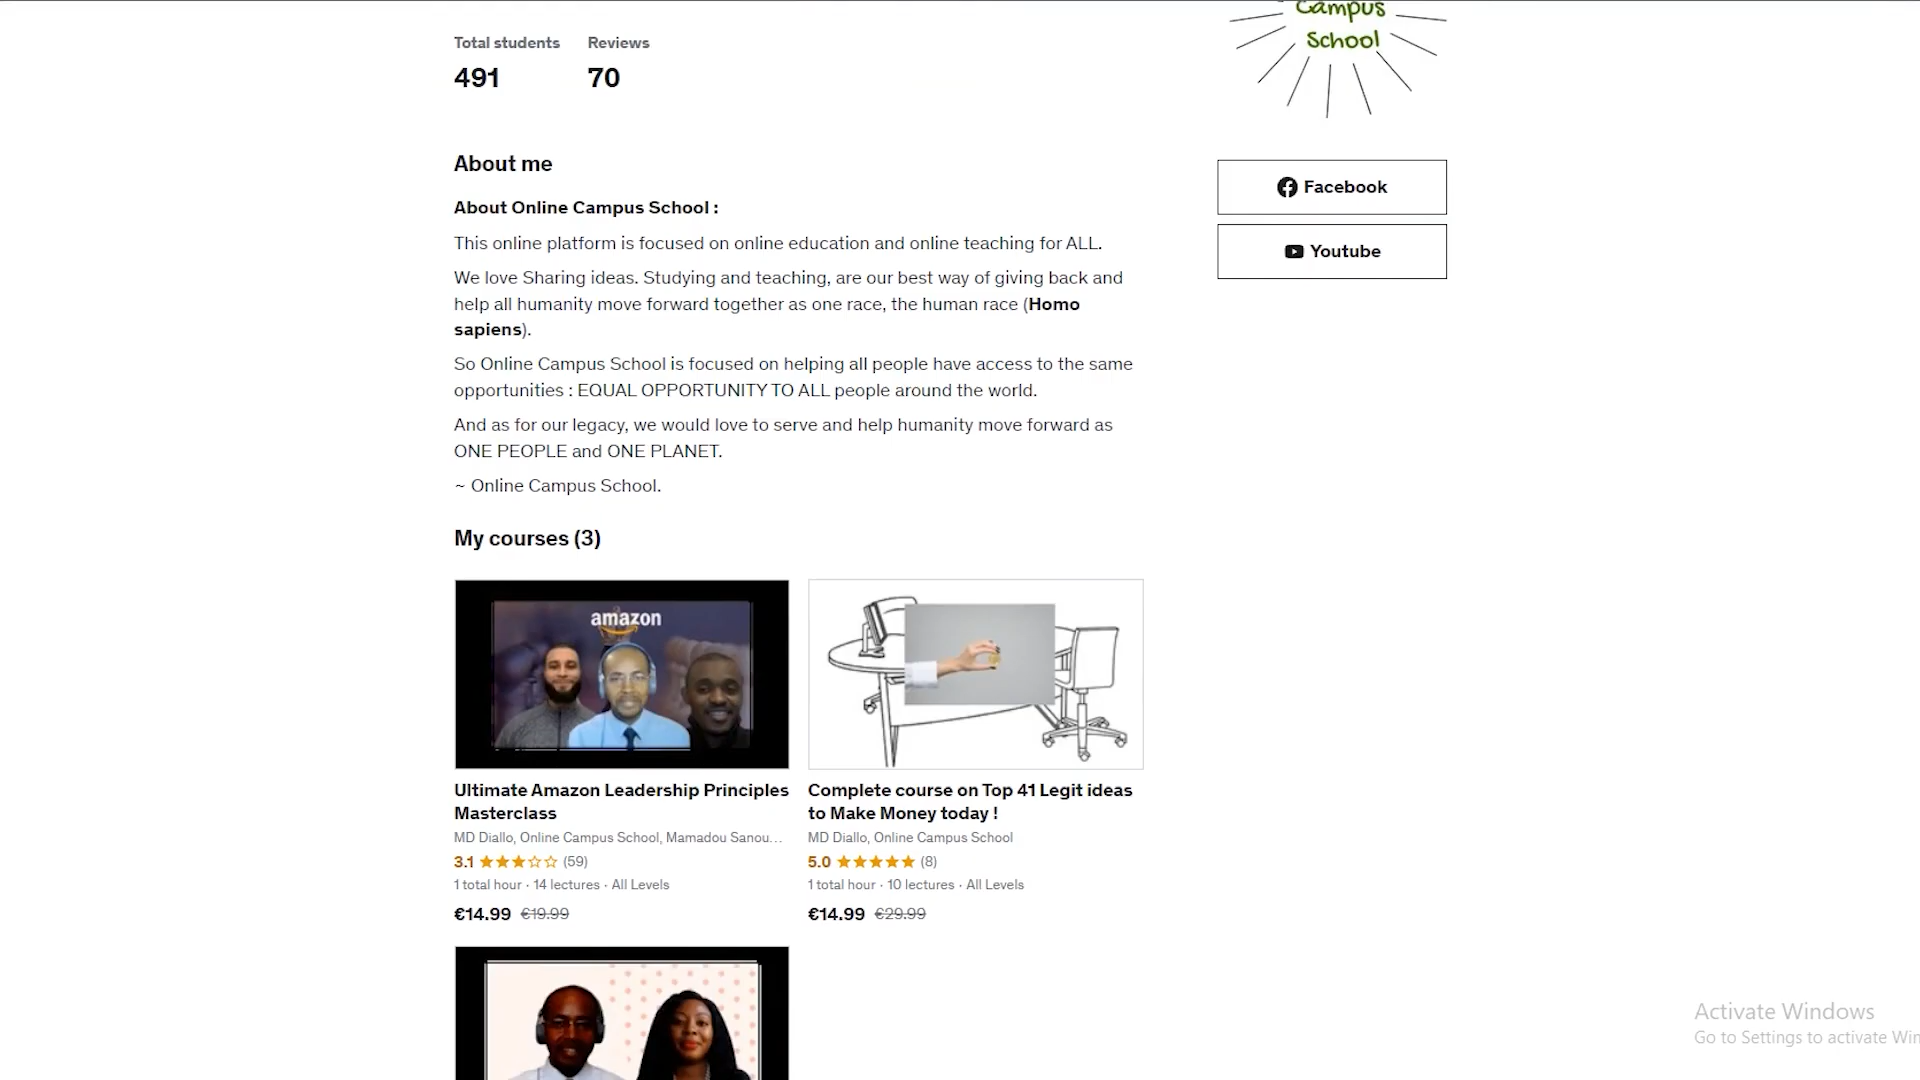 Campus
School
Total students Reviews
491 70
About me
About Online Campus School :
This online platform is focused on online education and online teaching for ALL.
We love Sharing ideas. Studying and teaching, are our best way of giving back and
help all humanity move forward together as one race, the human race (Homo
sapiens).
So Online Campus School is focused on helping all people have access to the same
opportunities : EQUAL OPPORTUNITY TO ALL people around the world.
And as for our legacy, we would love to serve and help humanity move forward as
ONE PEOPLE and ONE PLANET.
~ Online Campus School.
Facebook
Youtube
My courses (3)
amazon
Ultimate Amazon Leadership Principles
Masterclass
MD Diallo, Online Campus School, Mamadou Sanou...
3.1 (59)
1 total hour · 14 lectures · All Levels
€14.99 €19.99
Complete course on Top 41 Legit ideas
to Make Money today !
MD Diallo, Online Campus School
5.0 (8)
1 total hour · 10 lectures · All Levels
€14.99 €29.99
Activate Windows
Go to Settings to activate Win